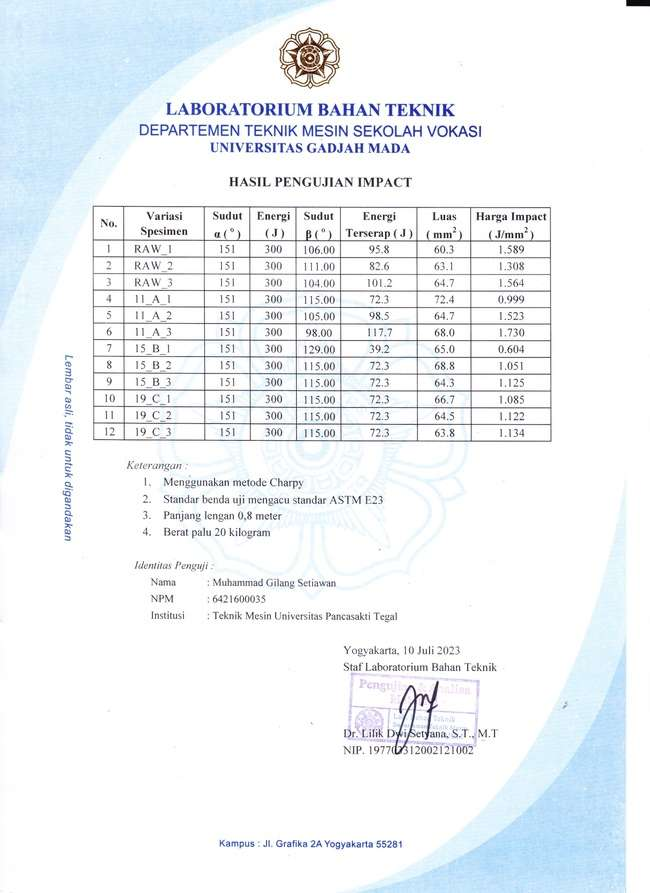 LABORATORIUM BAHAN TEKNIK
DEPARTEMEN TEKNIK MESIN SEKOLAH VOKASI
UNIVERSITAS GADJAH MADA
HASIL PENGUJIAN IMPACT
No. Variasi Spesimen Sudut α ( ° ) Energi ( J ) Sudut β ( ° ) Energi Terserap ( J ) Luas ( mm² ) Harga Impact (J/mm²)
1 RAW_1 151 300 106.00 95.8 60.3 1.589
2 RAW_2 151 300 111.00 82.6 63.1 1.308
3 RAW_3 151 300 104.00 101.2 64.7 1.564
4 11_A_1 151 300 115.00 72.3 72.4 0.999
5 11_A_2 151 300 105.00 98.5 64.7 1.523
6 11_A_3 151 300 98.00 117.7 68.0 1.730
7 15_B_1 151 300 129.00 39.2 65.0 0.604
8 15_B_2 151 300 115.00 72.3 68.8 1.051
9 15_B_3 151 300 115.00 72.3 64.3 1.125
10 19_C_1 151 300 115.00 72.3 66.7 1.085
11 19_C_2 151 300 115.00 72.3 64.5 1.122
12 19_C_3 151 300 115.00 72.3 63.8 1.134
Lembar asli, tidak untuk digandakan
Keterangan :
1. Menggunakan metode Charpy
2. Standar benda uji mengacu standar ASTM E23
3. Panjang lengan 0,8 meter
4. Berat palu 20 kilogram
Identitas Penguji :
Nama : Muhammad Gilang Setiawan
NPM : 6421600035
Institusi : Teknik Mesin Universitas Pancasakti Tegal
Yogyakarta, 10 Juli 2023
Staf Laboratorium Bahan Teknik
Dr. Lilik Dwi Setyana, S.T., M.T
NIP. 197703312002121002
Kampus : Jl. Grafika 2A Yogyakarta 55281